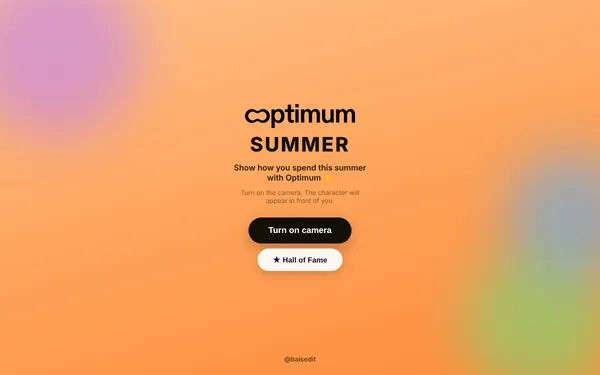 optimum
SUMMER
Show how you spend this summer
with Optimum
Turn on the camera. The character will
appear in front of you
Turn on camera
★ Hall of Fame
@baisedit